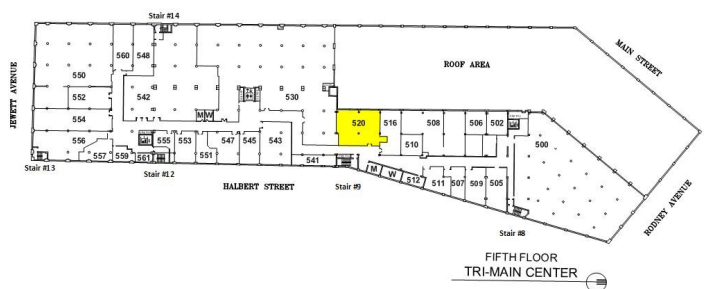 Stair #14
MAIN STREET
JEWETT AVENUE
560
548
550
552
554
556
557
559
561
542
M W
530
555
553
551
547
545
543
541
ROOF AREA
520
516
508
506
502
510
500
M
W
512
511
507
509
505
Stair #13
Stair #12
Stair #9
Stair #8
HALBERT STREET
RODNEY AVENUE
FIFTH FLOOR
TRI-MAIN CENTER